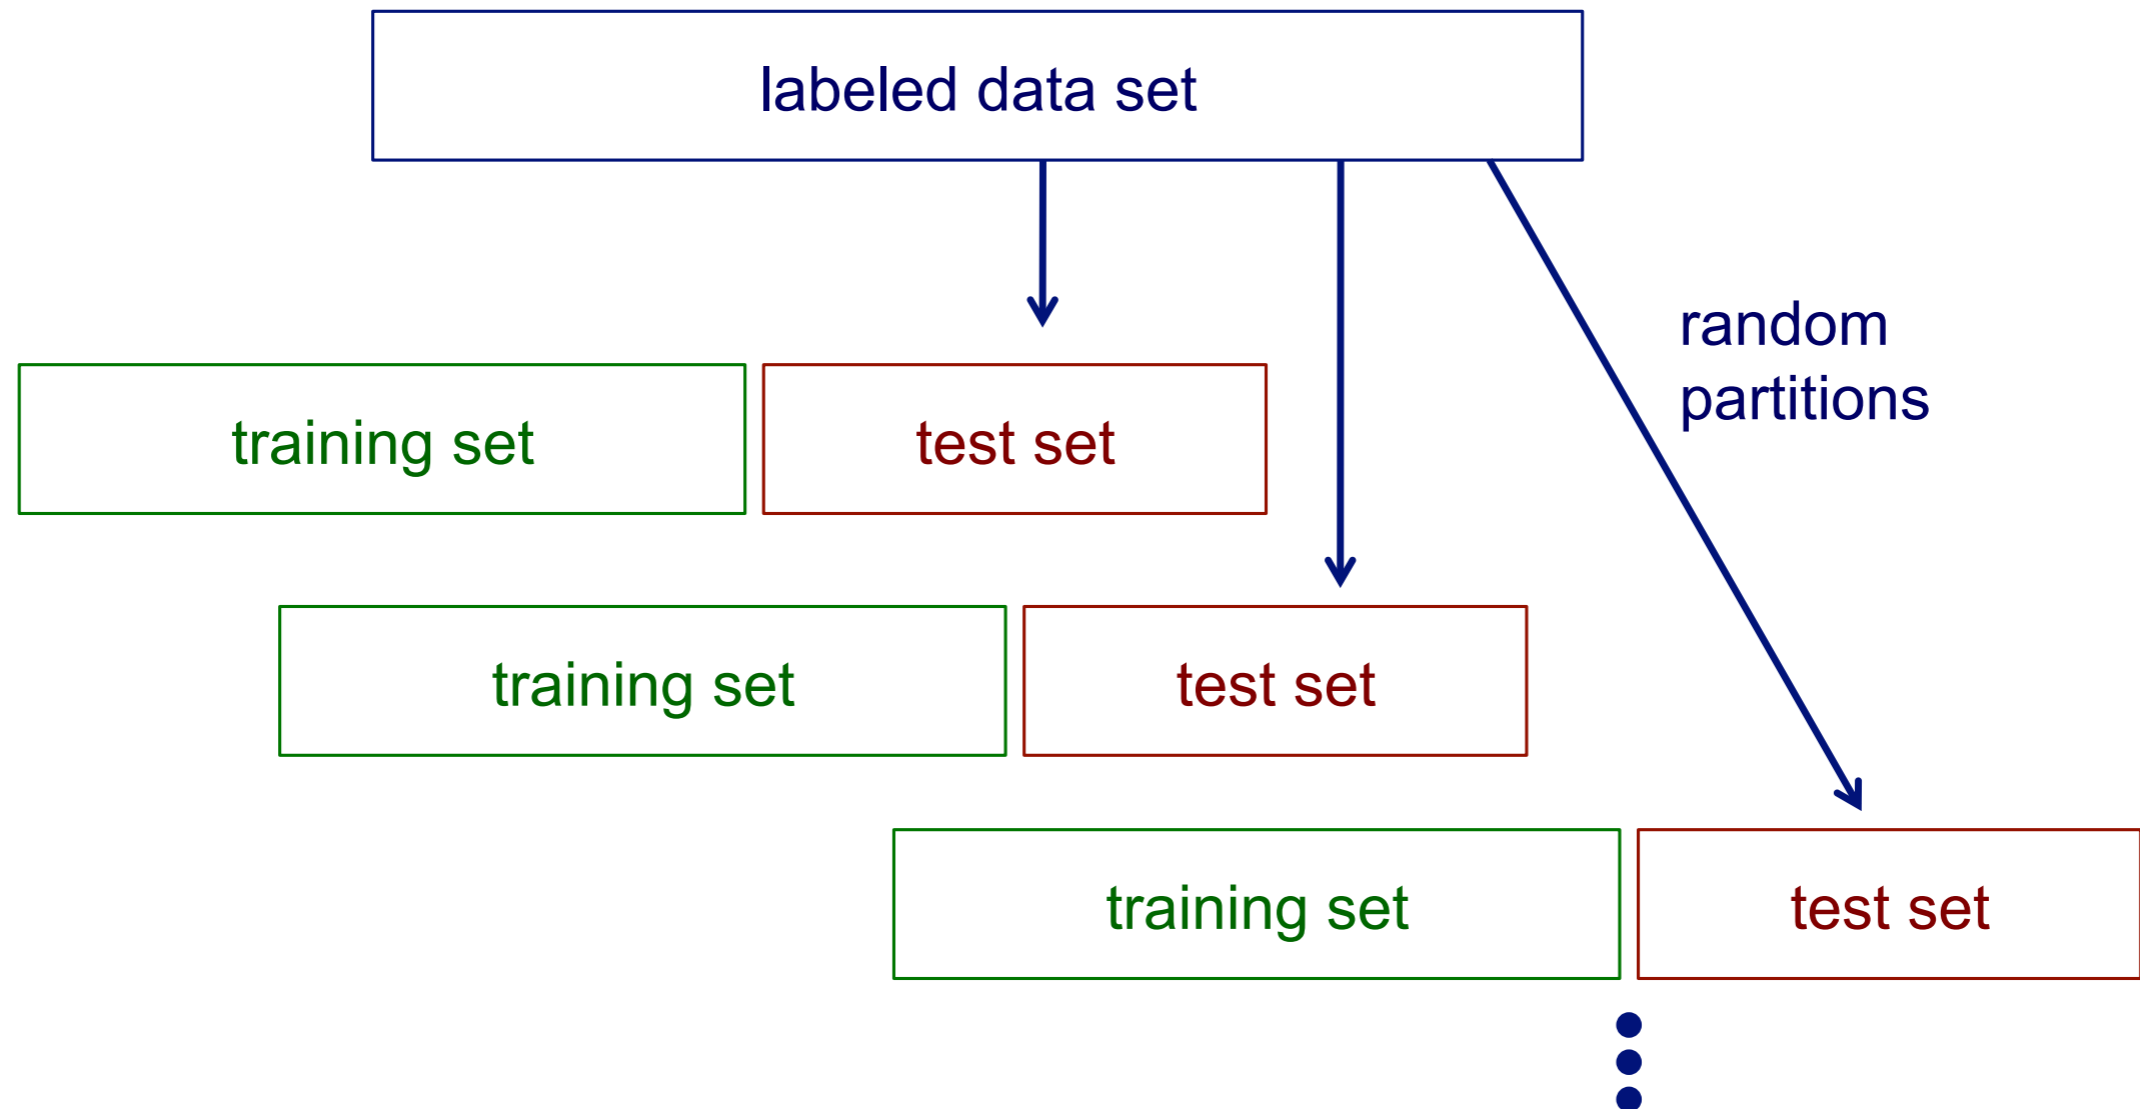 labeled data set
random
partitions
training set
test set
training set
test set
training set
test set